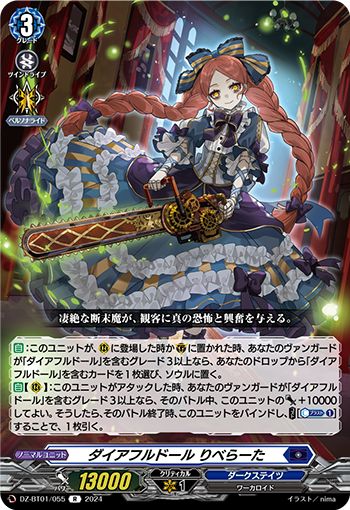 3
グレード
ツインドライブ
ペルソナライド
凄絶な断末魔が、観客に真の恐怖と興奮を与える。
自:このユニットが、に登場した時かに置かれた時、あなたのヴァンガードが「ダイアフルドール」を含むグレード3以上なら、あなたのドロップから「ダイアフルドール」を含むカードを1枚選び、ソウルに置く。
自【】:このユニットがアタックした時、あなたのヴァンガードが「ダイアフルドール」を含むグレード3以上なら、そのバトル中、このユニットの+10000してよい。そうしたら、そのバトル終了時、このユニットをバインドし、ブラスト1することで、1枚引く。
ノーマルユニット
ダイアフルドール りべらーた
パワー 13000
クリティカル
1
ダークステイツ
ワーカロイド
DZ-BT01/055 R 2024
イラスト/nima